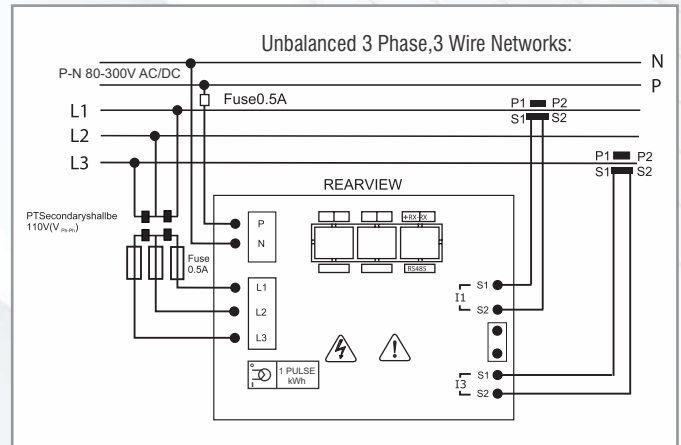 Unbalanced 3 Phase,3 Wire Networks:
N
P-N 80-300V AC/DC
P
Fuse0.5A
P1 P2
L1
S1 S2
L2
P1 P2
L3
S1 S2
REARVIEW
PTSecondaryshallbe
110V(V Ph-Ph)
P
+RX-RX
N
Fuse
0.5A
RS485
L1
S1
I1
L2
S2
L3
1 PULSE
kWh
S1
I3
S2